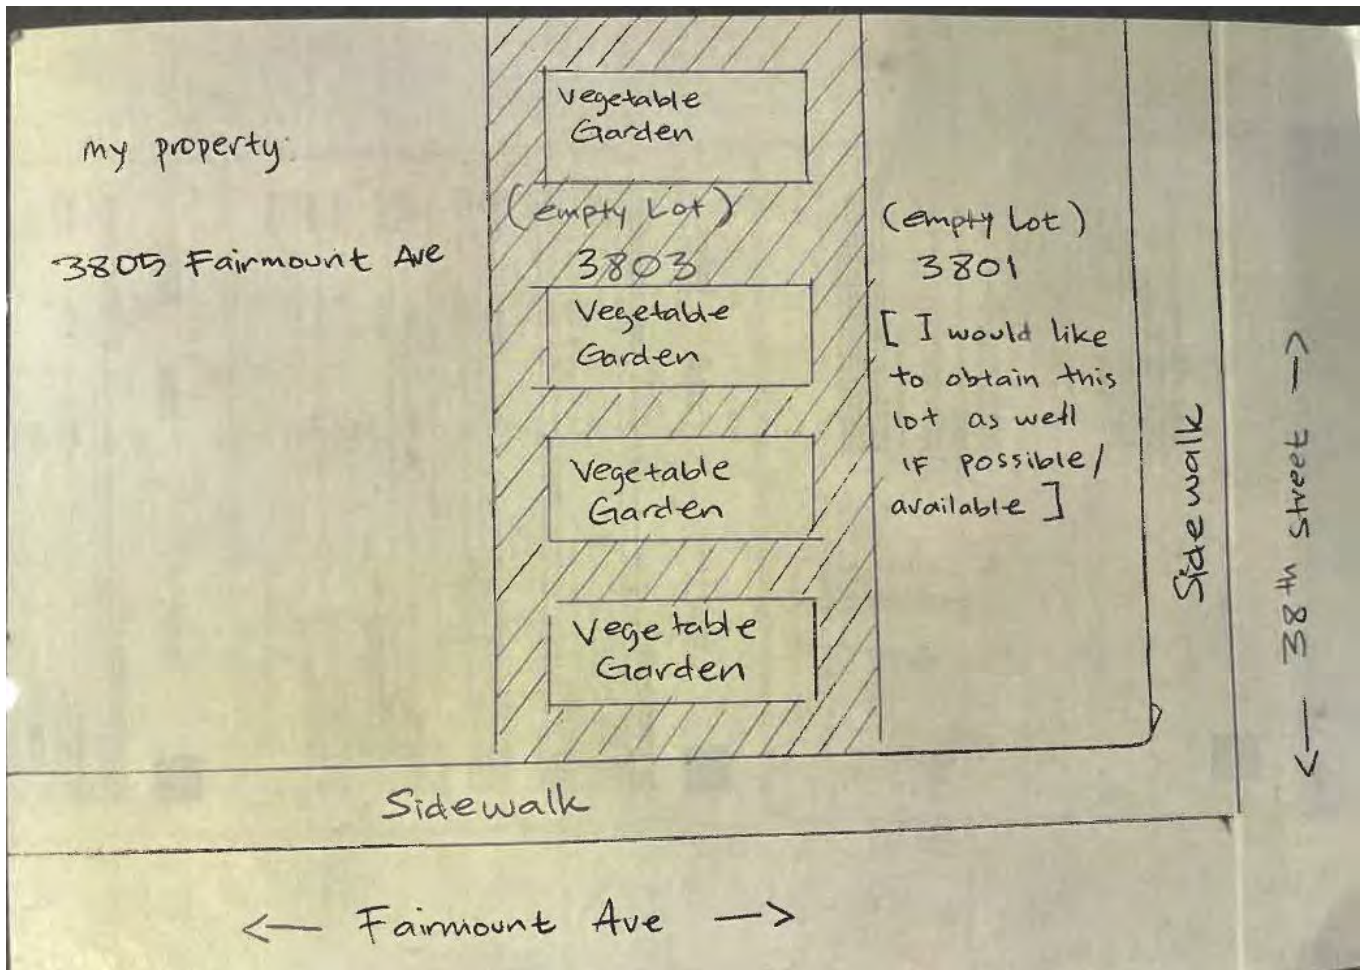 my property:
3805 Fairmount Ave
Vegetable
Garden
(empty Lot)
3803
Vegetable
Garden
Vegetable
Garden
Vegetable
Garden
(empty Lot)
3801
[ I would like
to obtain this
lot as well
IF possible/
available ]
Sidewalk
<— 38th street —>
Sidewalk
<— Fairmount Ave —>